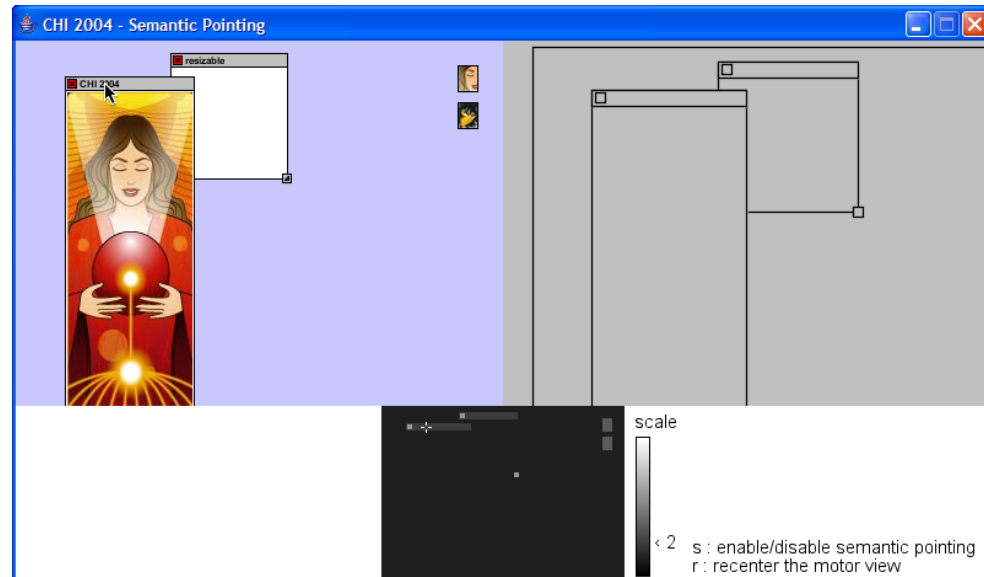 CHI 2004 - Semantic Pointing
resizable
CHI 2004
scale
< 2
s : enable/disable semantic pointing
r : recenter the motor view